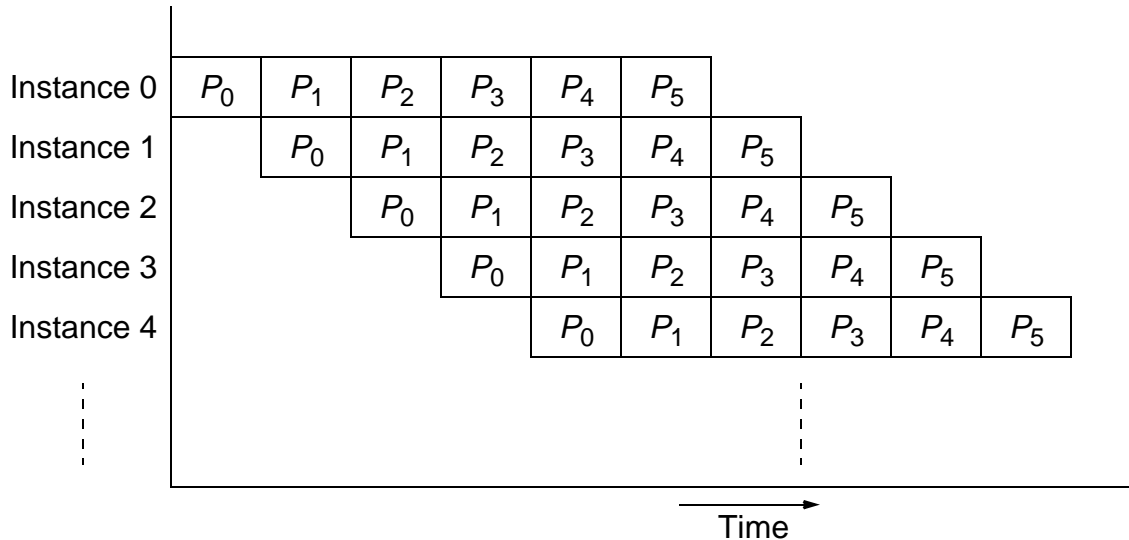 Instance 0 P0 P1 P2 P3 P4 P5
Instance 1 P0 P1 P2 P3 P4 P5
Instance 2 P0 P1 P2 P3 P4 P5
Instance 3 P0 P1 P2 P3 P4 P5
Instance 4 P0 P1 P2 P3 P4 P5
Time